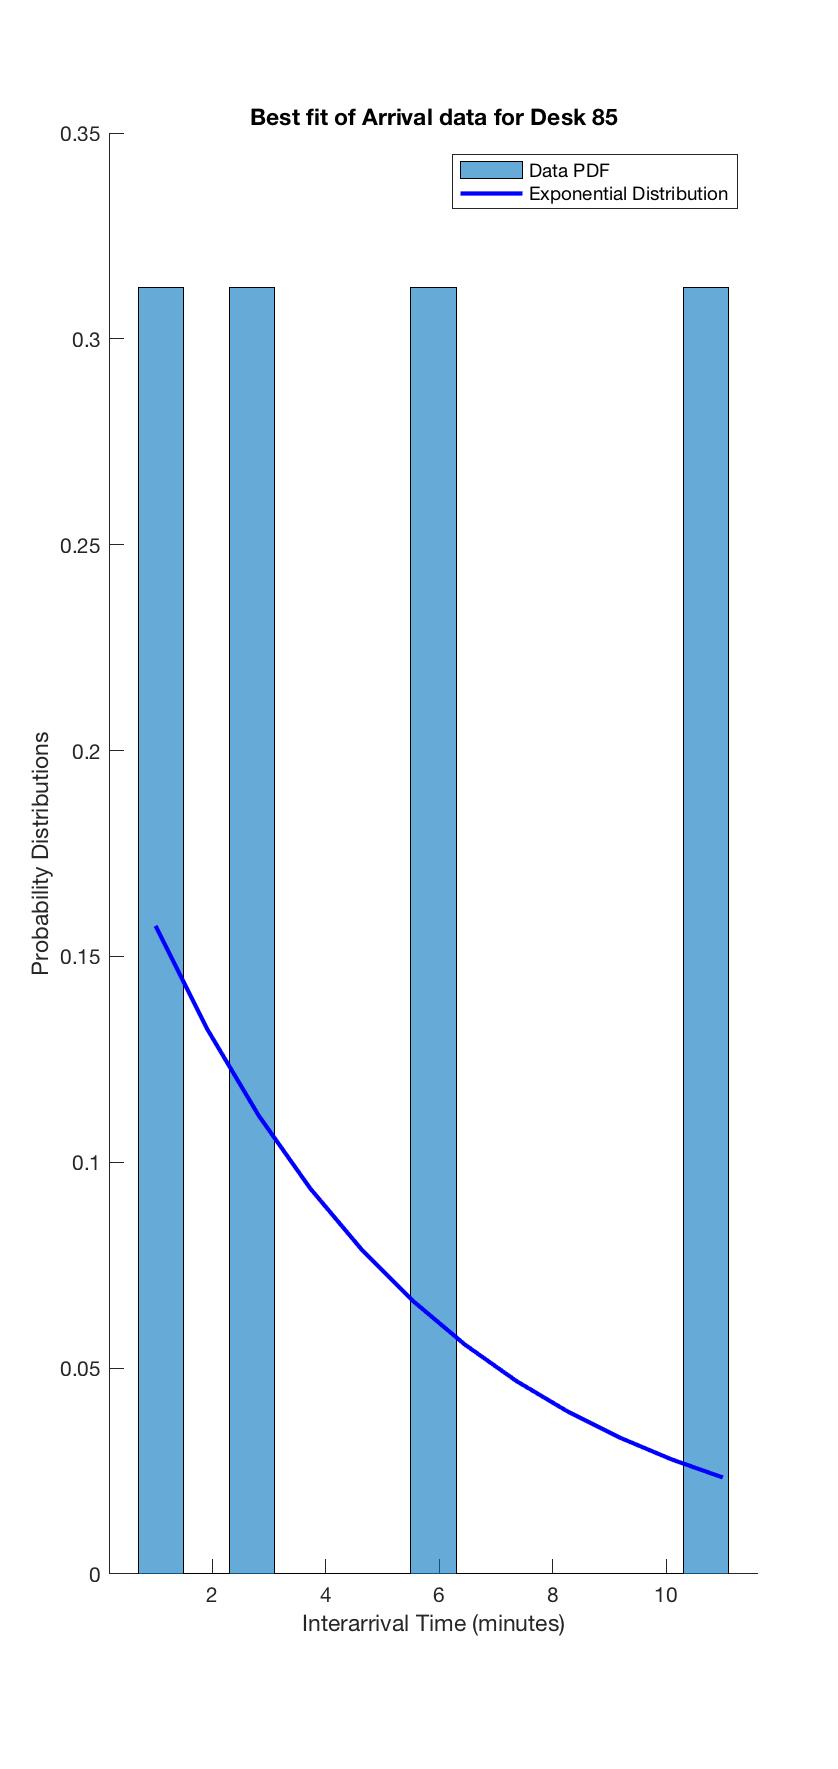 Best fit of Arrival data for Desk 85
0.35
Data PDF
Exponential Distribution
0.3
0.25
0.2
Probability Distributions
0.15
0.1
0.05
0
2 4 6 8 10
Interarrival Time (minutes)